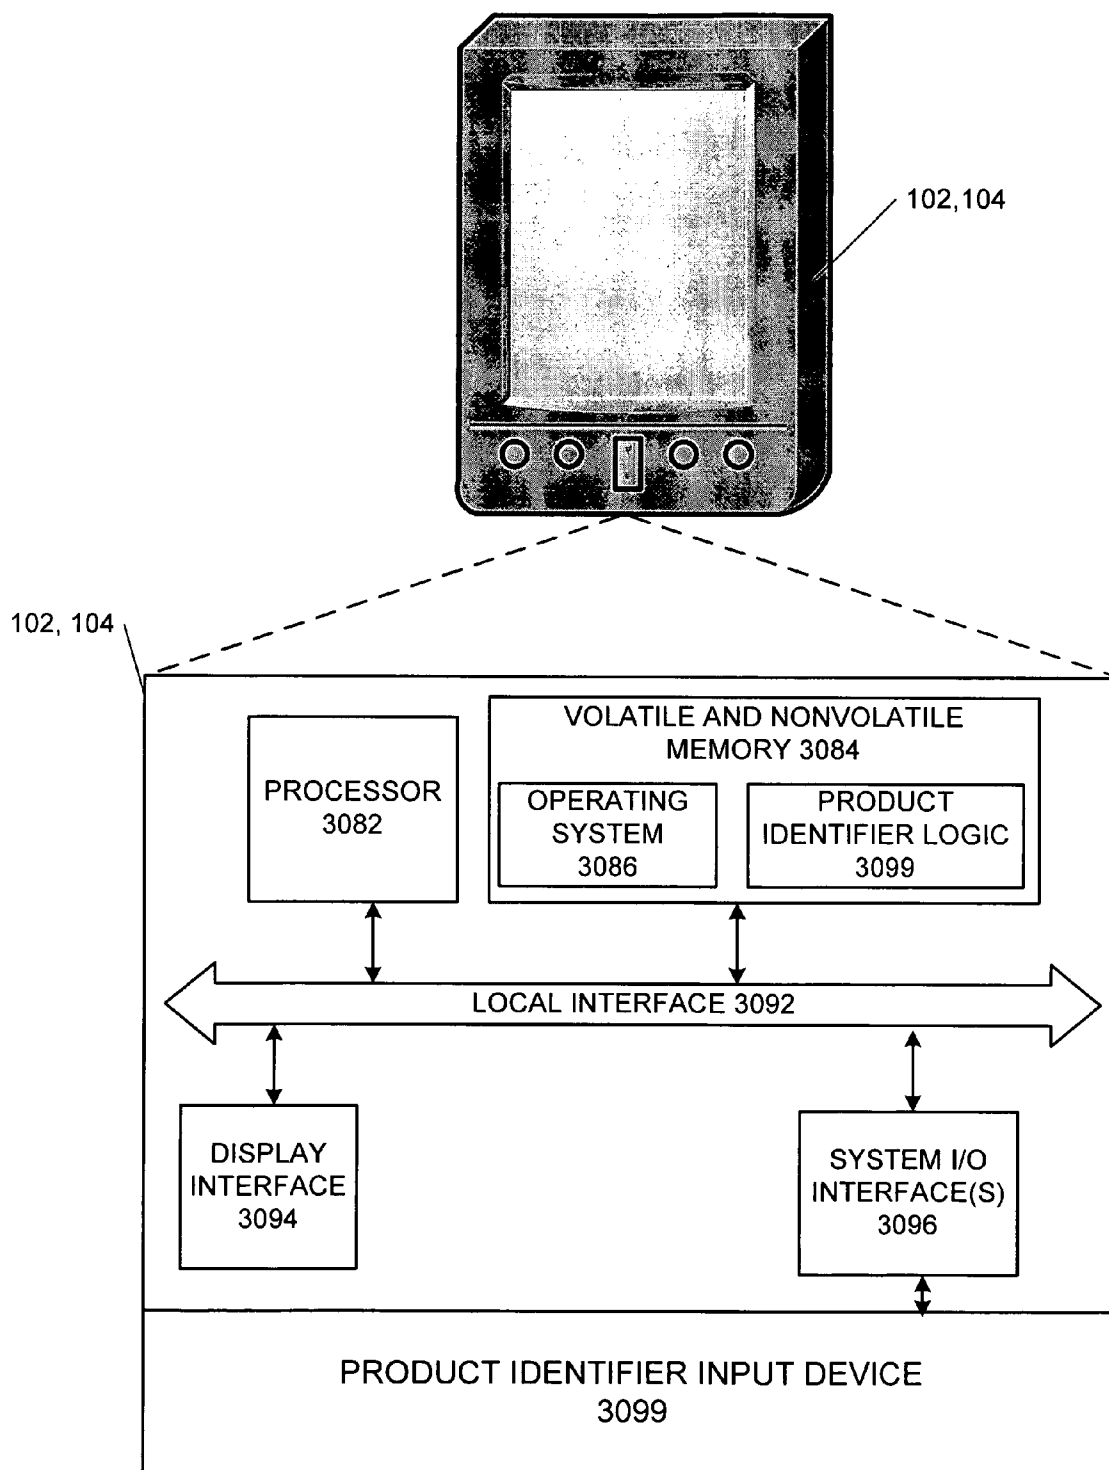 102,104
102, 104
VOLATILE AND NONVOLATILE
MEMORY 3084
PROCESSOR
3082
OPERATING
SYSTEM
3086
PRODUCT
IDENTIFIER LOGIC
3099
LOCAL INTERFACE 3092
DISPLAY
INTERFACE
3094
SYSTEM I/O
INTERFACE(S)
3096
PRODUCT IDENTIFIER INPUT DEVICE
3099